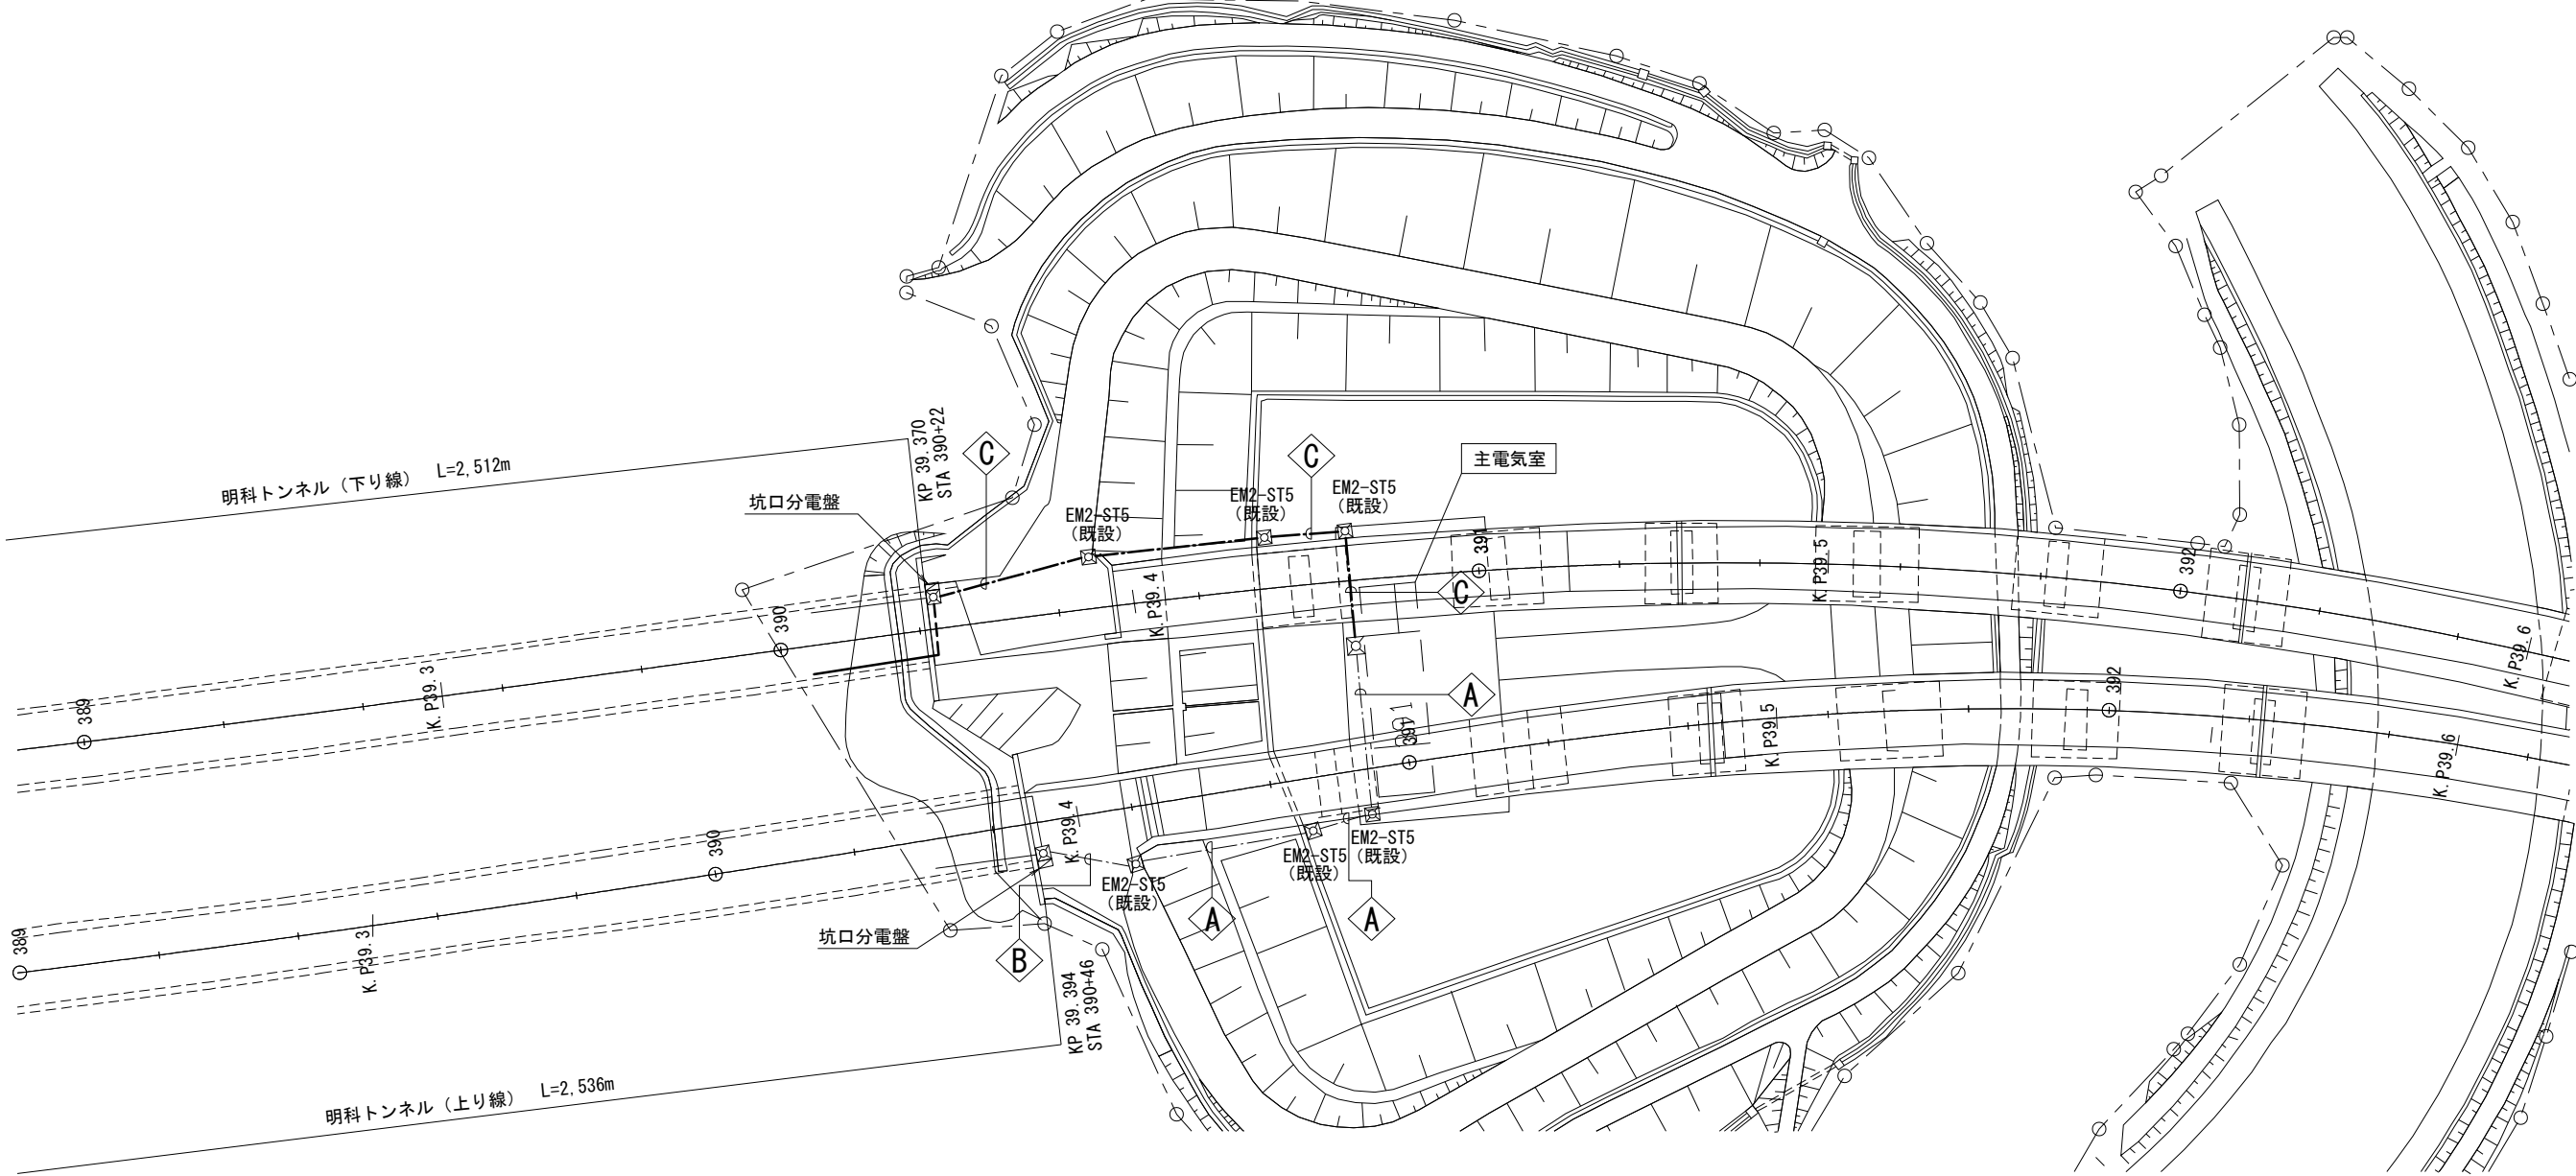 明科トンネル（下り線） L=2,512m
KP 39.370
STA 390+22
C
C
主電気室
坑口分電盤
EM2-ST5
（既設）
EM2-ST5
（既設）
EM2-ST5
（既設）
391
K.P39.5
392
C
K.P39.4
390
K.P39.6
K.P39.3
389
A
392
K.P39.5
391
K.P39.6
K.P39.4
390
EM2-ST5
（既設）
EM2-ST5
（既設）
EM2-ST5
（既設）
A
A
坑口分電盤
B
389
K.P39.3
KP 39.394
STA 390+46
明科トンネル（上り線） L=2,536m